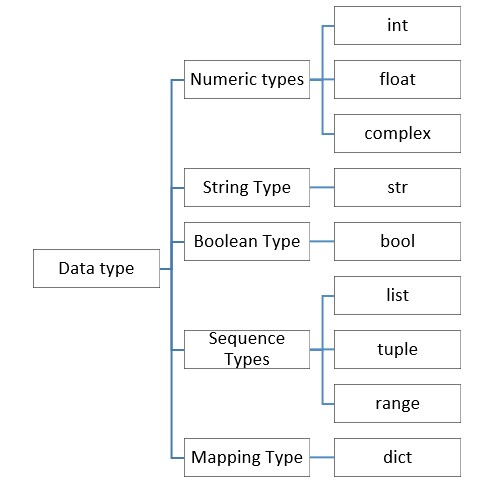 int
Numeric types
float
complex
String Type
str
Boolean Type
bool
Data type
list
Sequence
Types
tuple
range
Mapping Type
dict